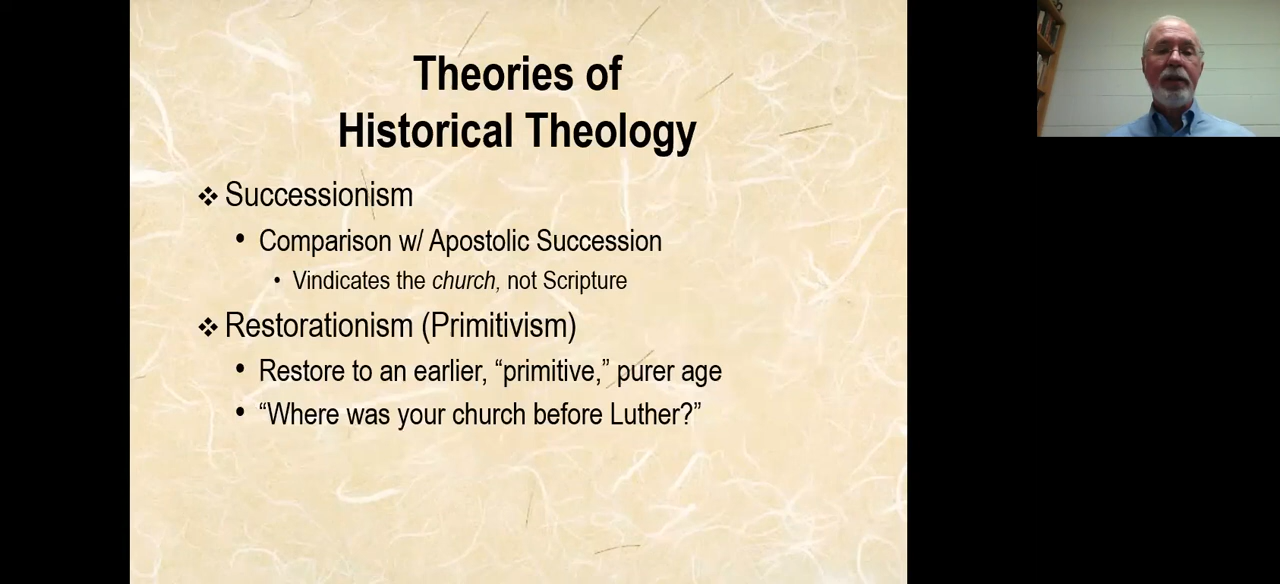 Theories of
Historical Theology
❖ Successionism
• Comparison w/ Apostolic Succession
• Vindicates the church, not Scripture
❖ Restorationism (Primitivism)
• Restore to an earlier, “primitive,” purer age
• “Where was your church before Luther?”